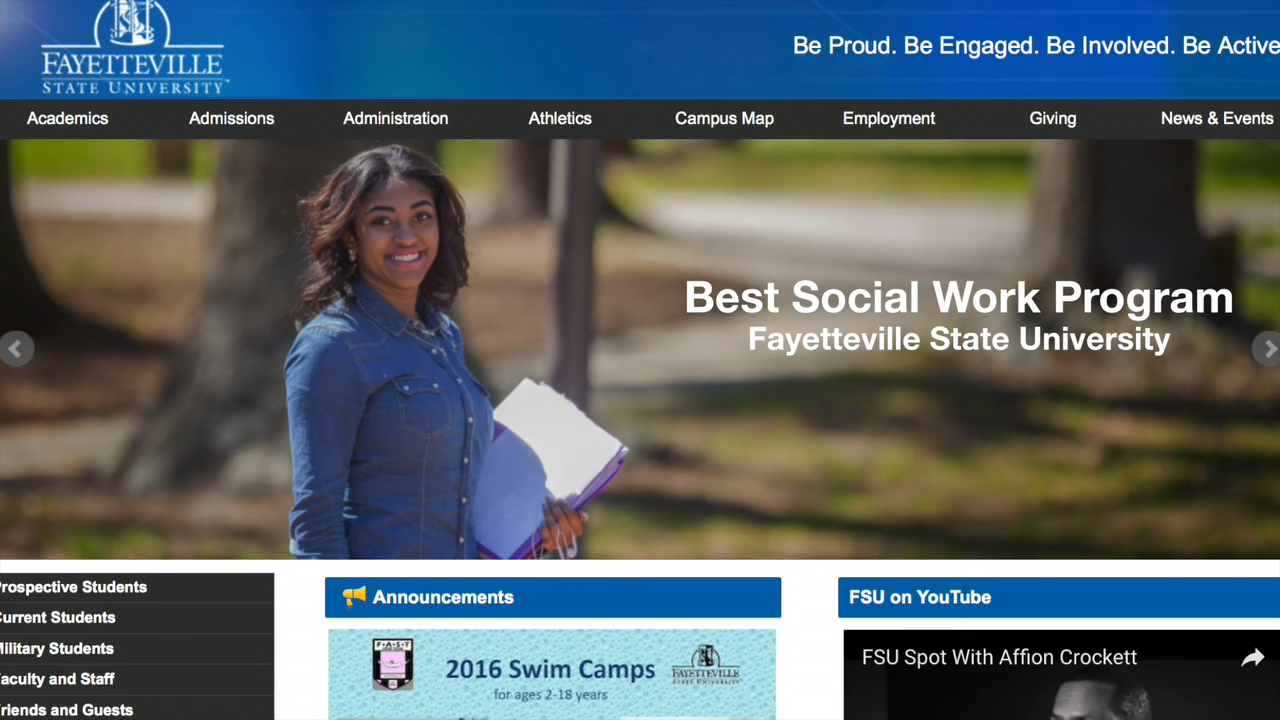 FAYETTEVILLE
STATE UNIVERSITY
Be Proud. Be Engaged. Be Involved. Be Active
Academics
Admissions
Administration
Athletics
Campus Map
Employment
Giving
News & Events
Best Social Work Program
Fayetteville State University
rospective Students
urrent Students
ilitary Students
aculty and Staff
riends and Guests
Announcements
F·A·S·T
2016 Swim Camps
for ages 2-18 years
FAYETTEVILLE
STATE UNIVERSITY
FSU on YouTube
FSU Spot With Affion Crockett